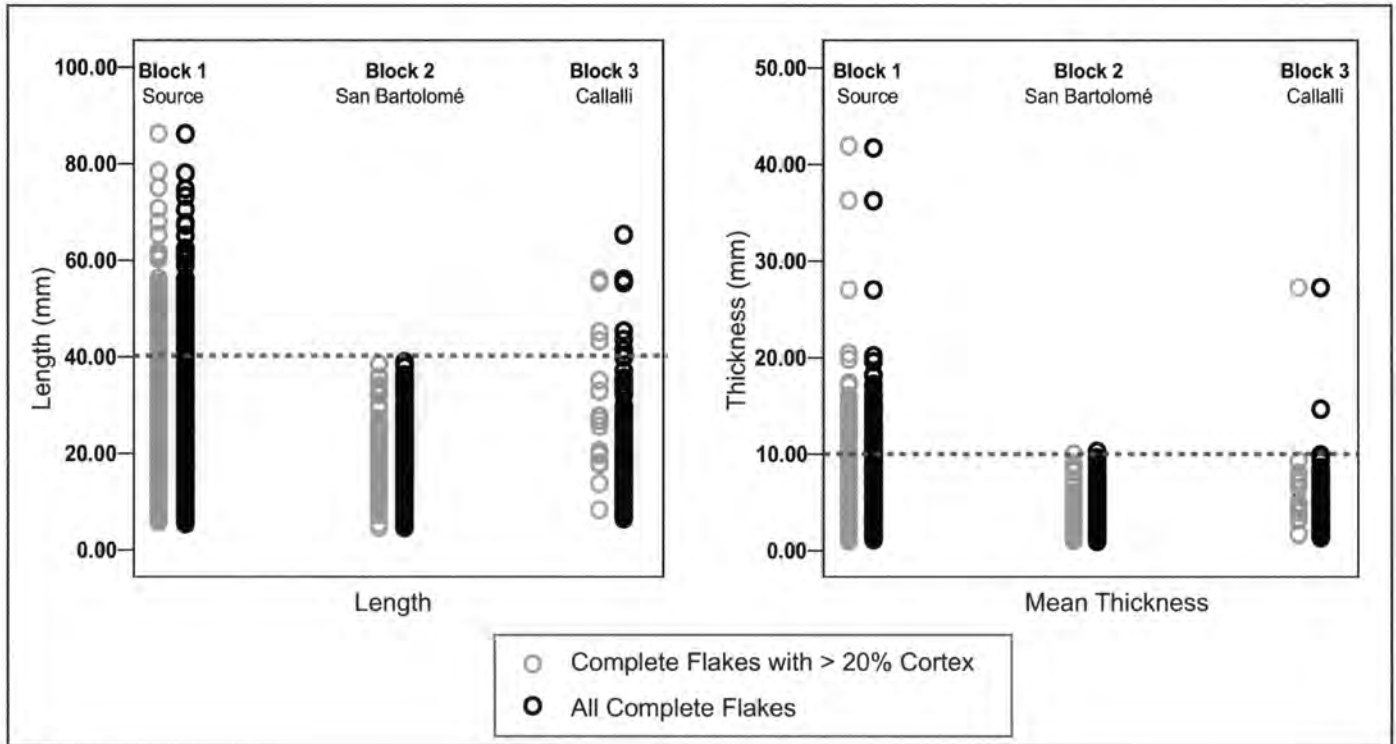 100.00
80.00
60.00
40.00
20.00
0.00
Length (mm)
Block 1
Source
Block 2
San Bartolomé
Block 3
Callalli
Length
50.00
40.00
30.00
20.00
10.00
0.00
Thickness (mm)
Block 1
Source
Block 2
San Bartolomé
Block 3
Callalli
Mean Thickness
Complete Flakes with > 20% Cortex
All Complete Flakes